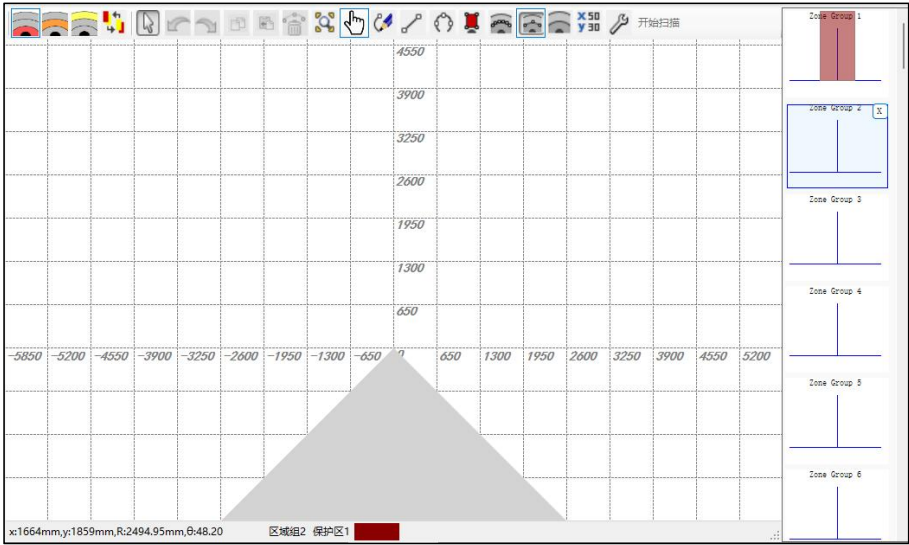 x 50
y 30
开始扫描
4550
3900
3250
2600
1950
1300
650
-5850 -5200 -4550 -3900 -3250 -2600 -1950 -1300 -650 0 650 1300 1950 2600 3250 3900 4550 5200
x:1664mm,y:1859mm,R:2494.95mm,θ:48.20 区域组2 保护区1
Zone Group 1
Zone Group 2
X
Zone Group 3
Zone Group 4
Zone Group 5
Zone Group 6